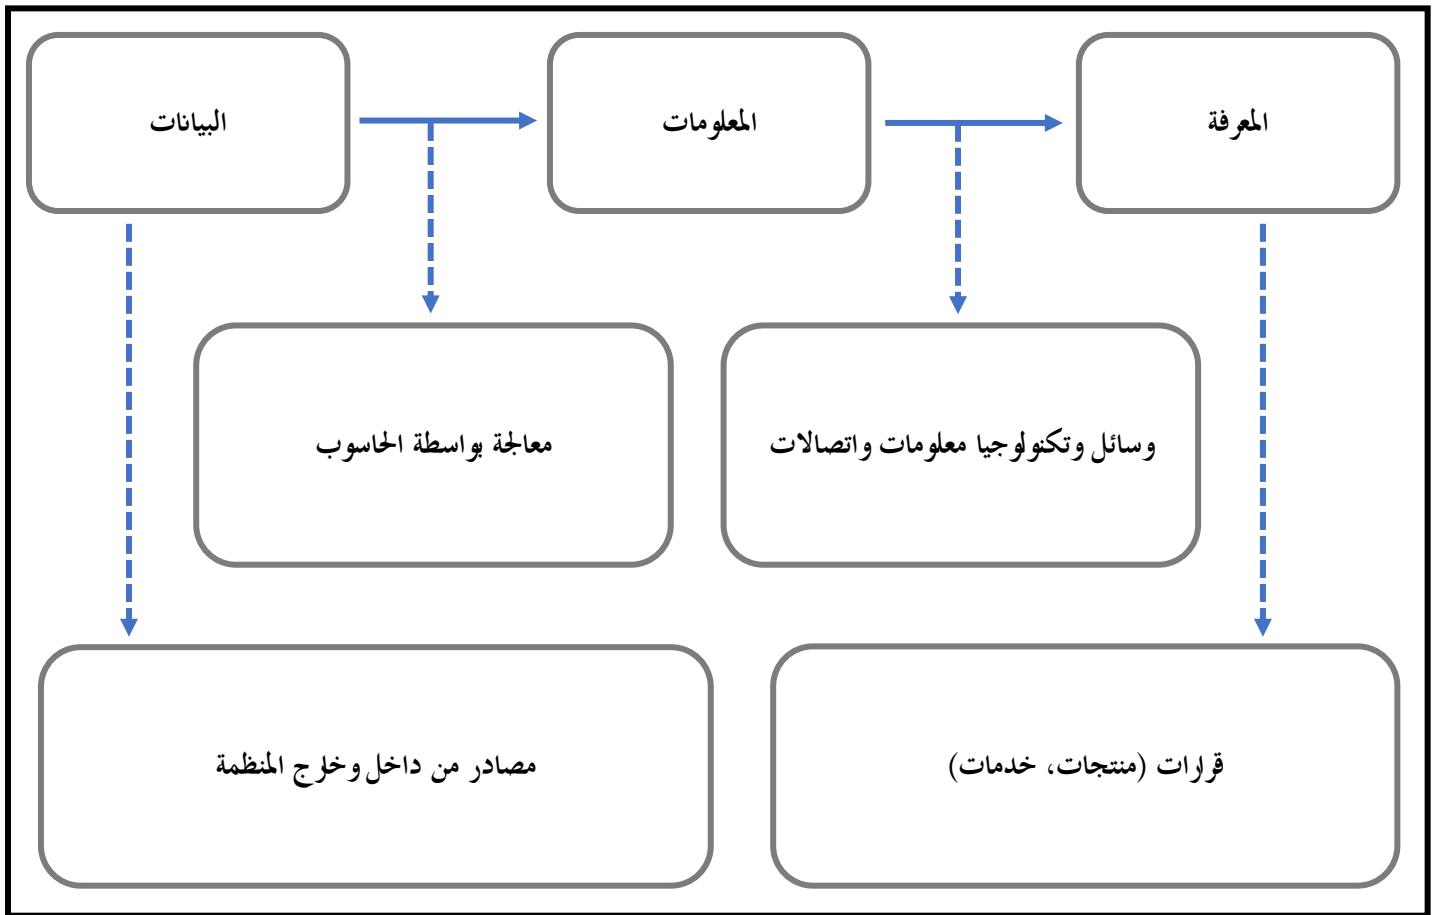 البيانات
المعلومات
المعرفة
معالجة بواسطة الحاسوب
وسائل وتكنولوجيا معلومات واتصالات
مصادر من داخل وخارج المنظمة
قرارات (منتجات، خدمات)